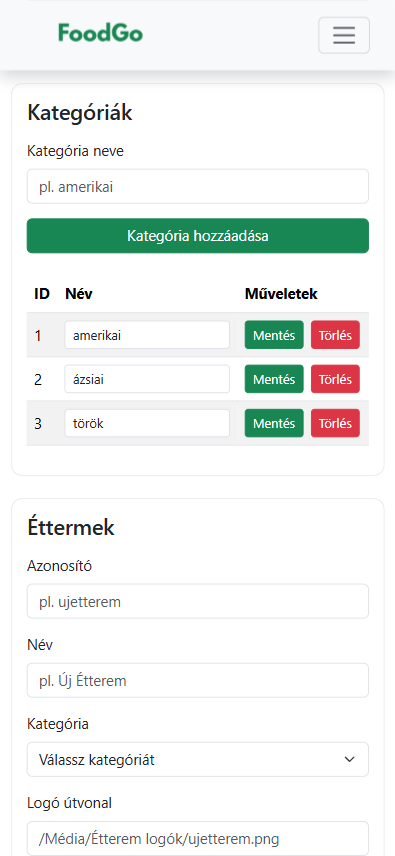 FoodGo
Kategóriák
Kategória neve
pl. amerikai
Kategória hozzáadása
ID Név Műveletek
1 amerikai Mentés Törlés
2 ázsiai Mentés Törlés
3 török Mentés Törlés
Éttermek
Azonosító
pl. ujetterem
Név
pl. Új Étterem
Kategória
Válassz kategóriát
Logó útvonal
/Média/Étterem logók/ujetterem.png